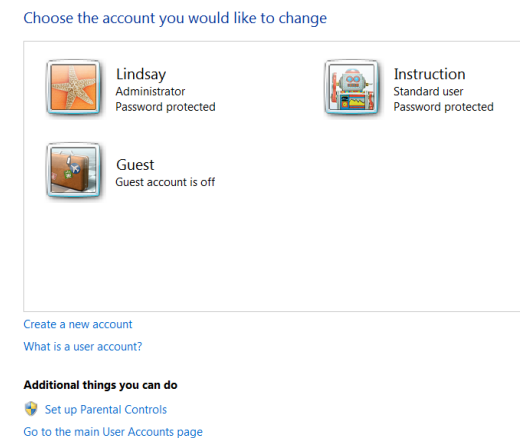 Choose the account you would like to change
Lindsay
Administrator
Password protected
Instruction
Standard user
Password protected
Guest
Guest account is off
Create a new account
What is a user account?
Additional things you can do
Set up Parental Controls
Go to the main User Accounts page